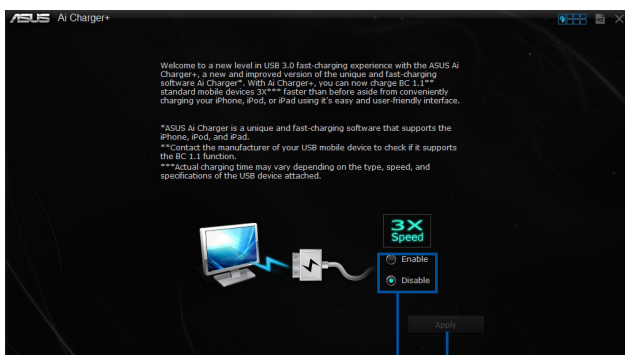 ASUS Ai Charger+
Welcome to a new level in USB 3.0 fast-charging experience with the ASUS Ai
Charger+, a new and improved version of the unique and fast-charging
software Ai Charger*. With Ai Charger+, you can now charge BC 1.1**
standard mobile devices 3X*** faster than before aside from conveniently
charging your iPhone, iPod, or iPad using it's easy and user-friendly interface.
*ASUS Ai Charger is a unique and fast-charging software that supports the
iPhone, iPod, and iPad.
**Contact the manufacturer of your USB mobile device to check if it supports
the BC 1.1 function.
***Actual charging time may vary depending on the type, speed, and
specifications of the USB device attached.
3X
Speed
Enable
Disable
Apply